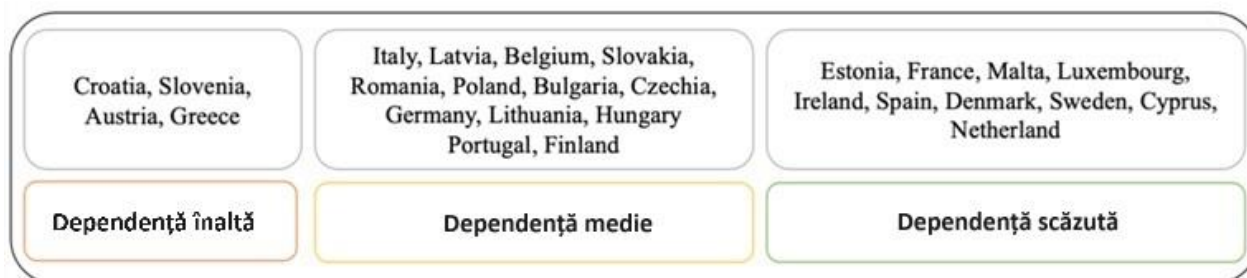 Croatia, Slovenia,
Austria, Greece
Italy, Latvia, Belgium, Slovakia,
Romania, Poland, Bulgaria, Czechia,
Germany, Lithuania, Hungary
Portugal, Finland
Estonia, France, Malta, Luxembourg,
Ireland, Spain, Denmark, Sweden, Cyprus,
Netherland
Dependență înaltă
Dependență medie
Dependență scăzută